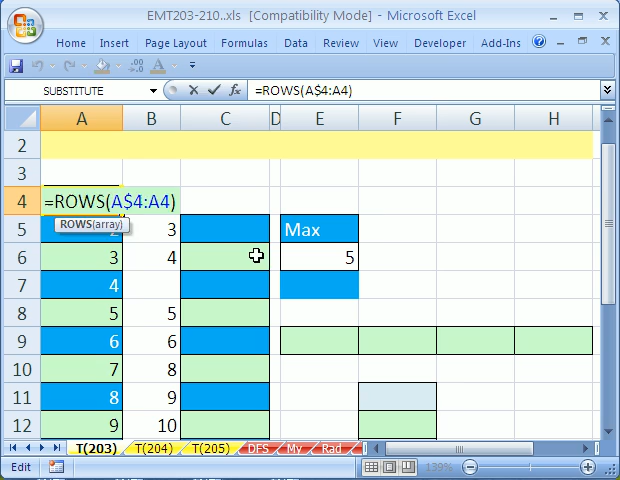 EMT203-210..xls [Compatibility Mode] - Microsoft Excel
Home Insert Page Layout Formulas Data Review View Developer Add-Ins
SUBSTITUTE fx =ROWS(A$4:A4)
A B C D E F G H
2
3
4 =ROWS(A$4:A4)
ROWS(array)
5 3 Max
6 3 4 5
7 4
8 5 5
9 6 6
10 7 8
11 8 9
12 9 10
T(203) T(204) T(205) DFS My Rad
Edit 139%